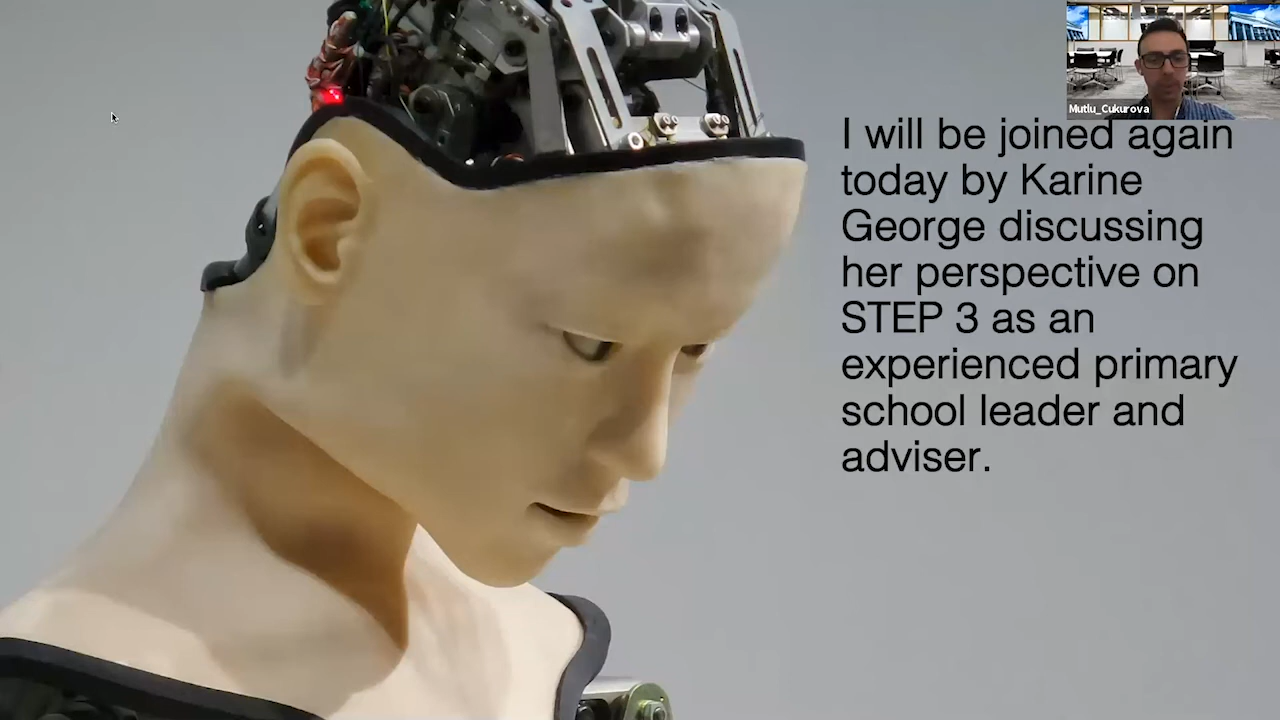 Mutlu_Cukurova
I will be joined again
today by Karine
George discussing
her perspective on
STEP 3 as an
experienced primary
school leader and
adviser.